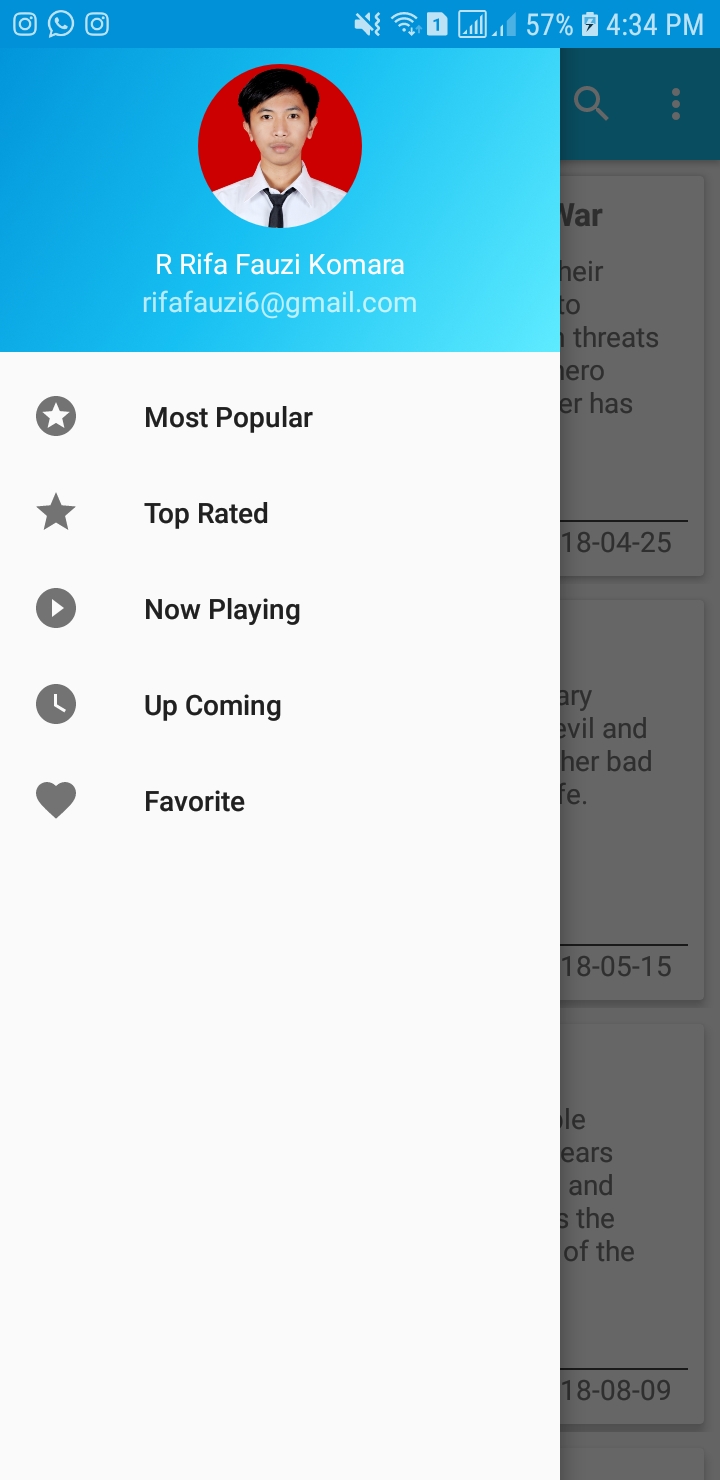 1 57% 4:34 PM
R Rifa Fauzi Komara
rifafauzi6@gmail.com
Most Popular
Top Rated
Now Playing
Up Coming
Favorite
War
heir
to
threats
hero
er has
18-04-25
ary
evil and
her bad
fe.
18-05-15
ple
ears
and
s the
of the
18-08-09